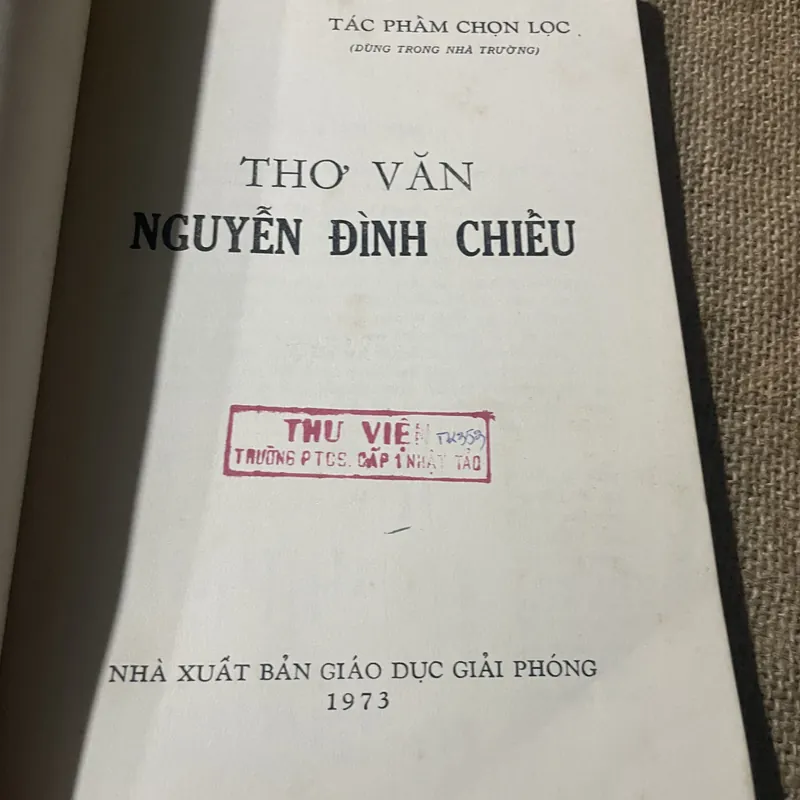 TÁC PHẨM CHỌN LỌC
(DÙNG TRONG NHÀ TRƯỜNG)
THƠ VĂN
NGUYỄN ĐÌNH CHIỂU
THƯ VIỆN TK353
TRƯỜNG PTCS. CẤP 1 NHẬT TẢO
NHÀ XUẤT BẢN GIÁO DỤC GIẢI PHÓNG
1973